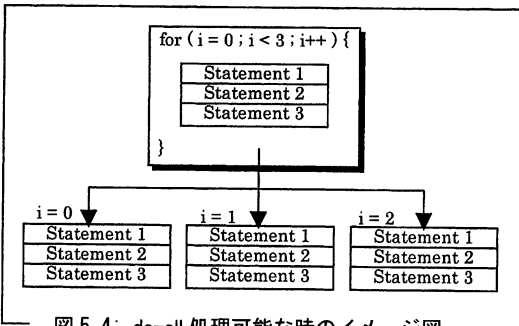 for ( i = 0 ; i < 3 ; i++ ) {
Statement 1
Statement 2
Statement 3
}
i = 0
Statement 1
Statement 2
Statement 3
i = 1
Statement 1
Statement 2
Statement 3
i = 2
Statement 1
Statement 2
Statement 3
図 5.4: do-all 処理可能な時のイメージ図